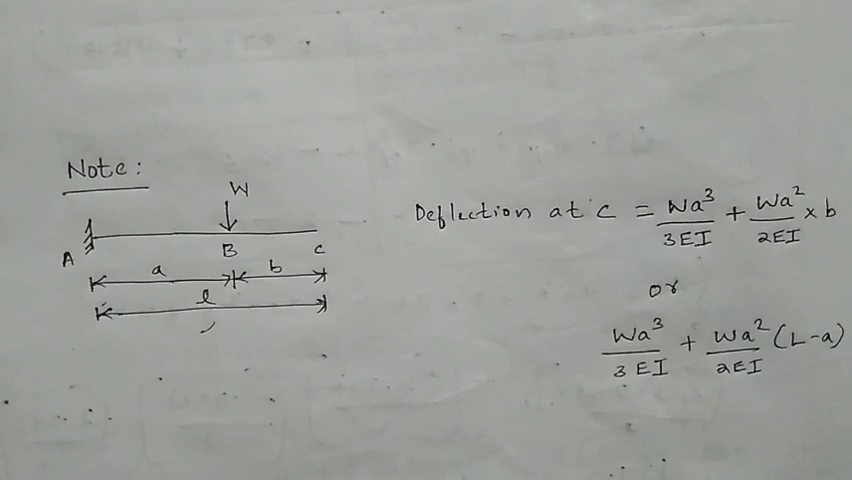 Note:
W
A
B
C
a
b
l
Deflection at C = Wa³/3EI + Wa²/2EI × b
or
Wa³/3EI + Wa²/2EI (L-a)